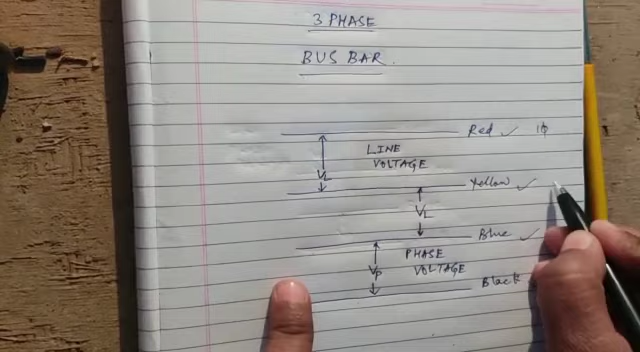 3 PHASE
BUS BAR.
Red ✓ 1ϕ
LINE
VOLTAGE
VL
Yellow ✓
VL
Blue ✓
PHASE
VOLTAGE
VP
Black